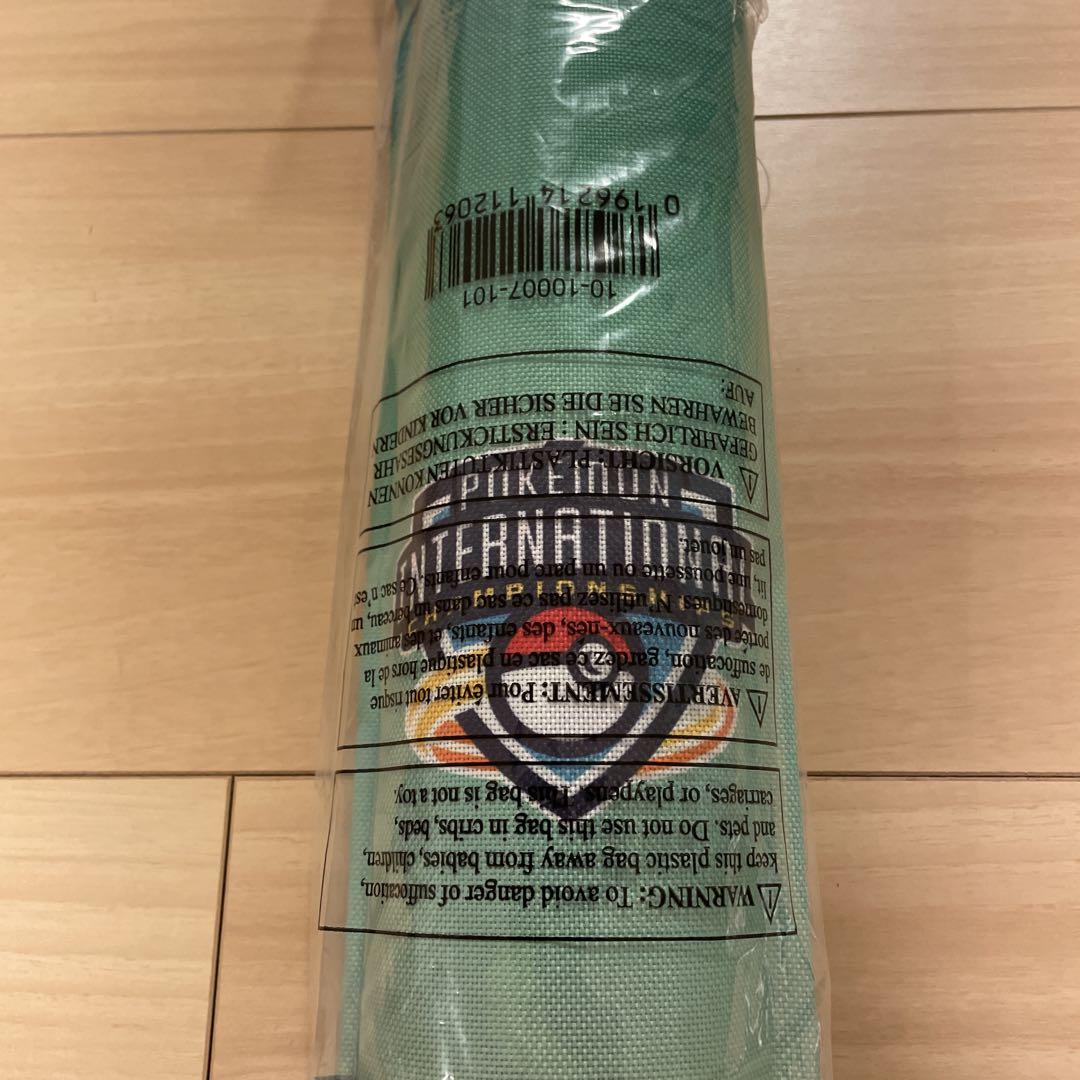 ⚠ WARNING: To avoid danger of suffocation,
keep this plastic bag away from babies, children,
and pets. Do not use this bag in cribs, beds,
carriages, or playpens. This bag is not a toy.
⚠ AVERTISSEMENT: Pour éviter tout risque
de suffocation, gardez ce sac en plastique hors de la
portée des nouveaux-nés, des enfants, et des animaux
domestiques. N'utilisez pas ce sac dans un berceau, un
lit, une poussette ou un parc pour enfants. Ce sac n'est
pas un jouet.
⚠ VORSICHT: PLASTIKTUTEN KONNEN
GEFAHRLICH SEIN : ERSTICKUNGSESAHR
BEWAHREN SIE DIE SICHER VOR KINDERN
AUF:
10-10007-101
0 196214 112063
POKÉMON
INTERNATIONAL
CHAMPIONSHIPS